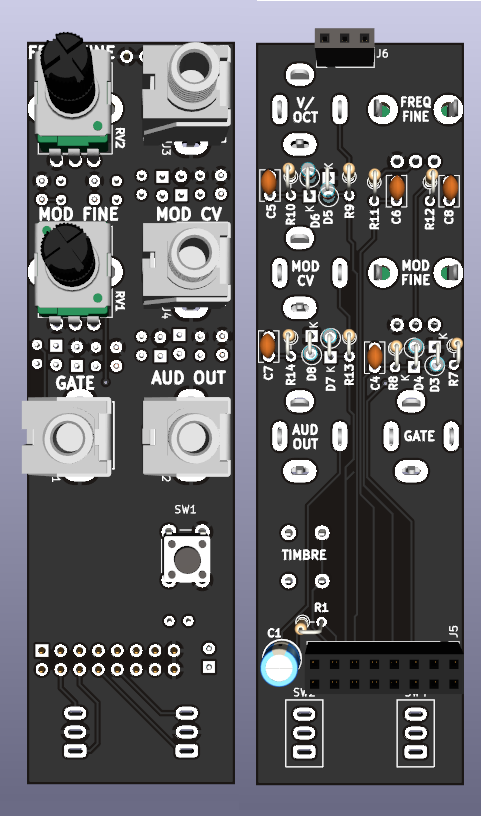 FINE
RV2
J3
MOD FINE
MOD CV
RV1
J4
GATE
AUD OUT
SW1
J6
V/
OCT
FREQ
FINE
C5
R10
D6
K
D5
K
R9
R11
C6
R12
C8
MOD
CV
MOD
FINE
C7
R14
D8
K
D7
K
R13
C4
R8
K
D4
D3
K
R7
AUD
OUT
GATE
TIMBRE
R1
C1
J5
SW2